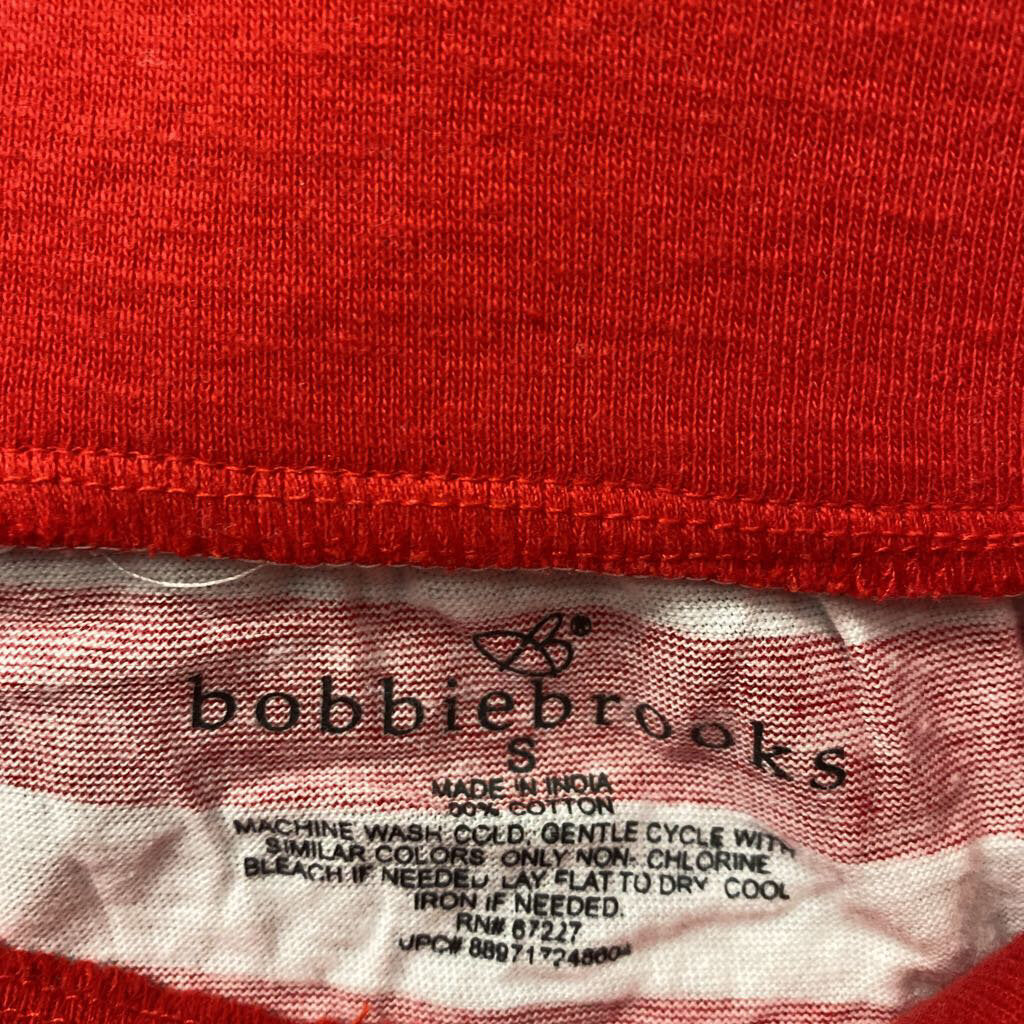 ®
bobbiebrooks
S
MADE IN INDIA
COTTON
MACHINE WASH COLD, GENTLE CYCLE WITH
SIMILAR COLORS ONLY NON- CHLORINE
BLEACH IF NEEDED LAY FLAT TO DRY COOL
IRON IF NEEDED.
RN# 67227
UPC#